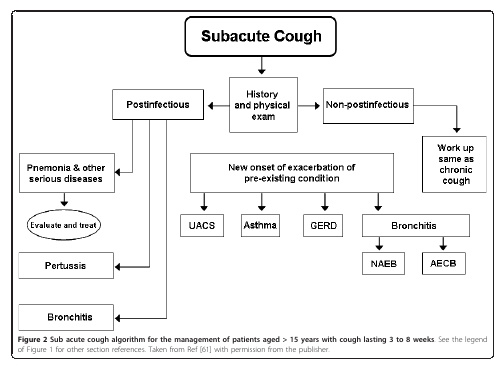 Subacute Cough
History
and physical
exam
Postinfectious
Non-postinfectious
Work up
same as
chronic
cough
Pnemonia & other
serious diseases
New onset of exacerbation of
pre-existing condition
Evaluate and treat
UACS
Asthma
GERD
Bronchitis
NAEB
AECB
Pertussis
Bronchitis
Figure 2 Sub acute cough algorithm for the management of patients aged > 15 years with cough lasting 3 to 8 weeks. See the legend
of Figure 1 for other section references. Taken from Ref [61] with permission from the publisher.